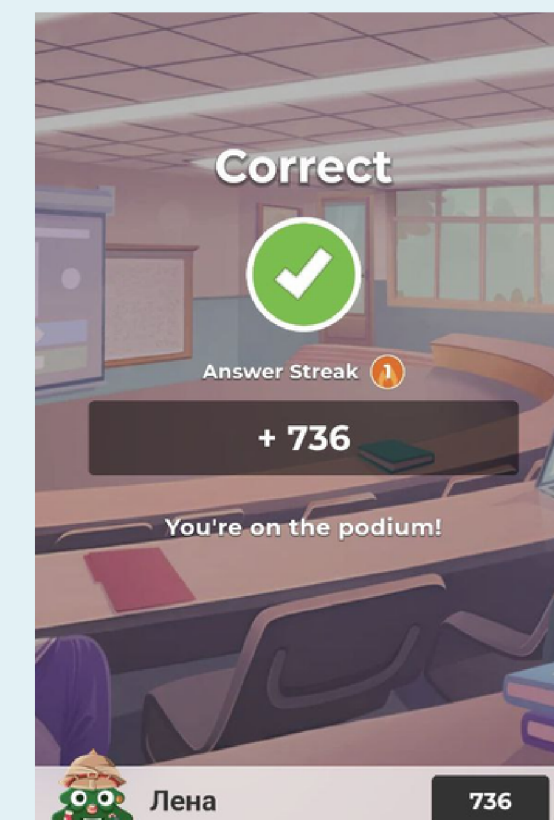 Correct
Answer Streak 1
+ 736
You're on the podium!
Лена 736